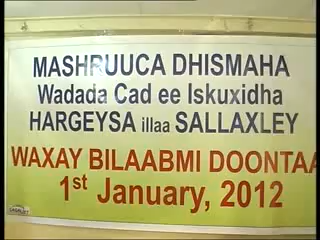 MASHRUUCA DHISMAHA
Wadada Cad ee Iskuxidha
HARGEYSA illaa SALLAXLEY
WAXAY BILAABMI DOONTAA
1st January, 2012